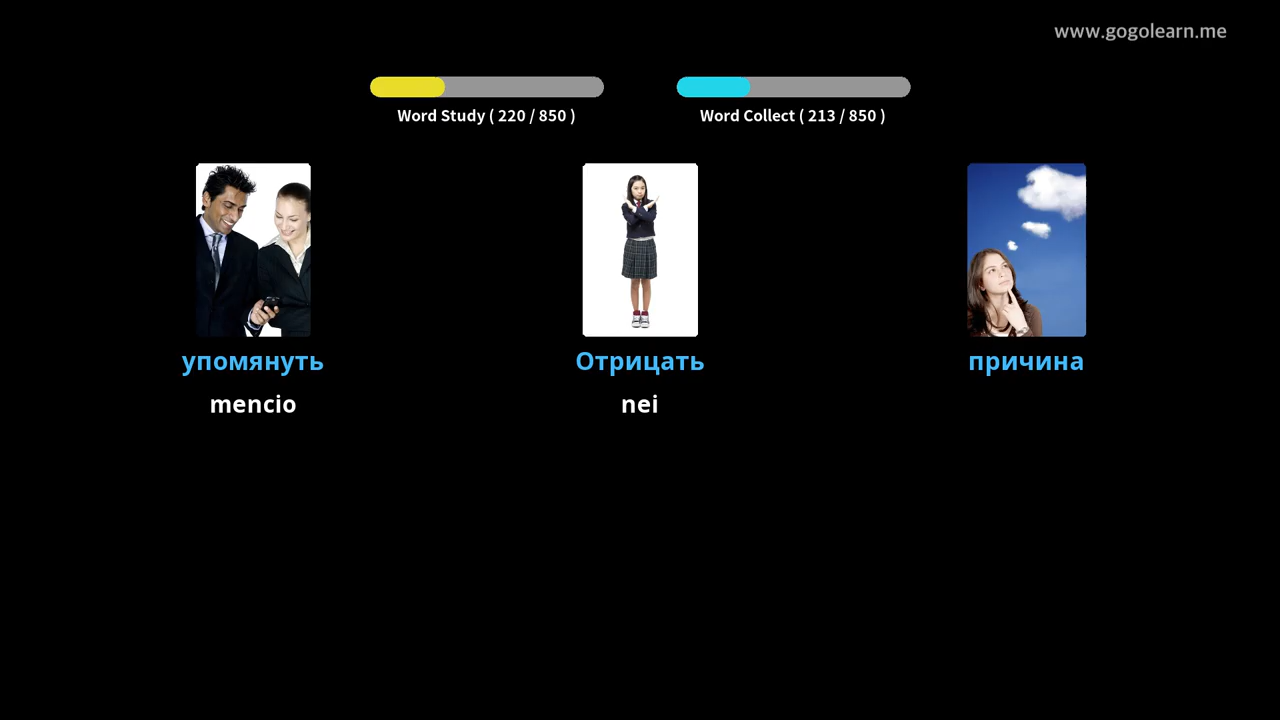 www.gogolearn.me
Word Study ( 220 / 850 )
Word Collect ( 213 / 850 )
упомянуть
Отрицать
причина
mencio
nei